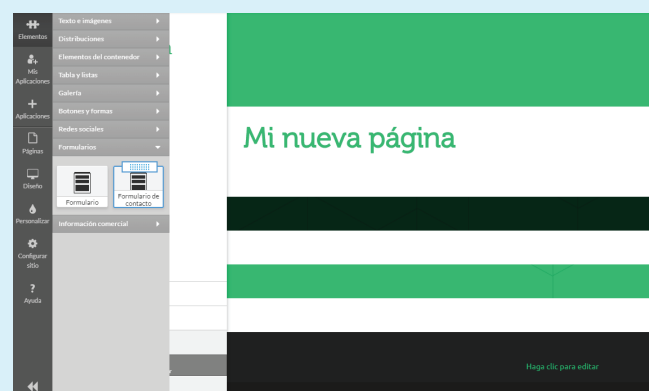 Elementos
Mis
Aplicaciones
Aplicaciones
Páginas
Diseño
Personalizar
Configurar
sitio
?
Ayuda
Texto e imágenes
Distribuciones
Elementos del contenedor
Tabla y listas
Galería
Botones y formas
Redes sociales
Formularios
Formulario
Formulario de
contacto
Información comercial
Mi nueva página
Haga clic para editar